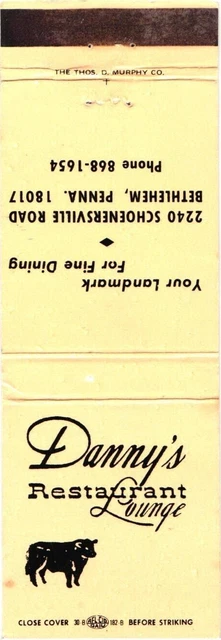 THE THOS. D. MURPHY CO.
Your Landmark
For Fine Dining
2240 SCHOENERSVILLE ROAD
BETHLEHEM, PENNA. 18017
Phone 868-1654
Danny's
Restaurant
Lounge
CLOSE COVER BEFORE STRIKING